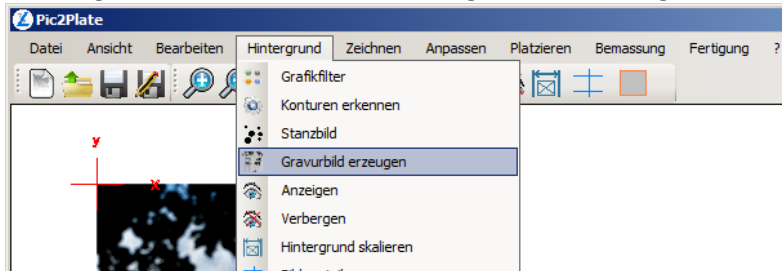 Pic2Plate
Datei Ansicht Bearbeiten Hintergrund Zeichnen Anpassen Platzieren Bemassung Fertigung ?
Grafikfilter
Konturen erkennen
Stanzbild
Gravurbild erzeugen
Anzeigen
Verbergen
Hintergrund skalieren
y
x